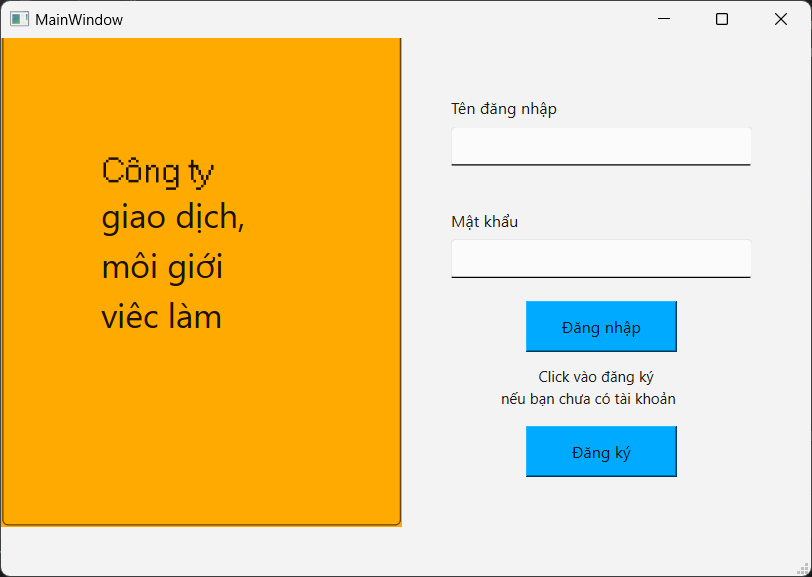 MainWindow
Công ty
giao dịch,
môi giới
viêc làm
Tên đăng nhập
Mật khẩu
Đăng nhập
Click vào đăng ký
nếu bạn chưa có tài khoản
Đăng ký